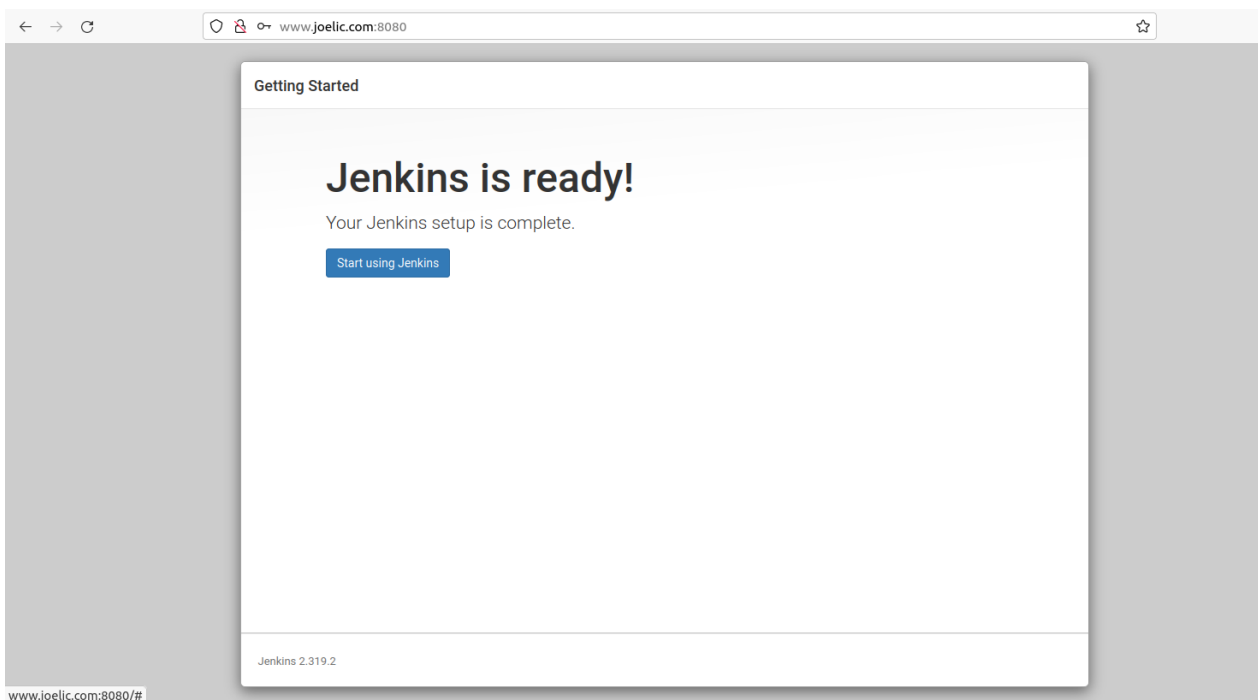 www.joelic.com:8080
Getting Started
Jenkins is ready!
Your Jenkins setup is complete.
Start using Jenkins
Jenkins 2.319.2
www.joelic.com:8080/#